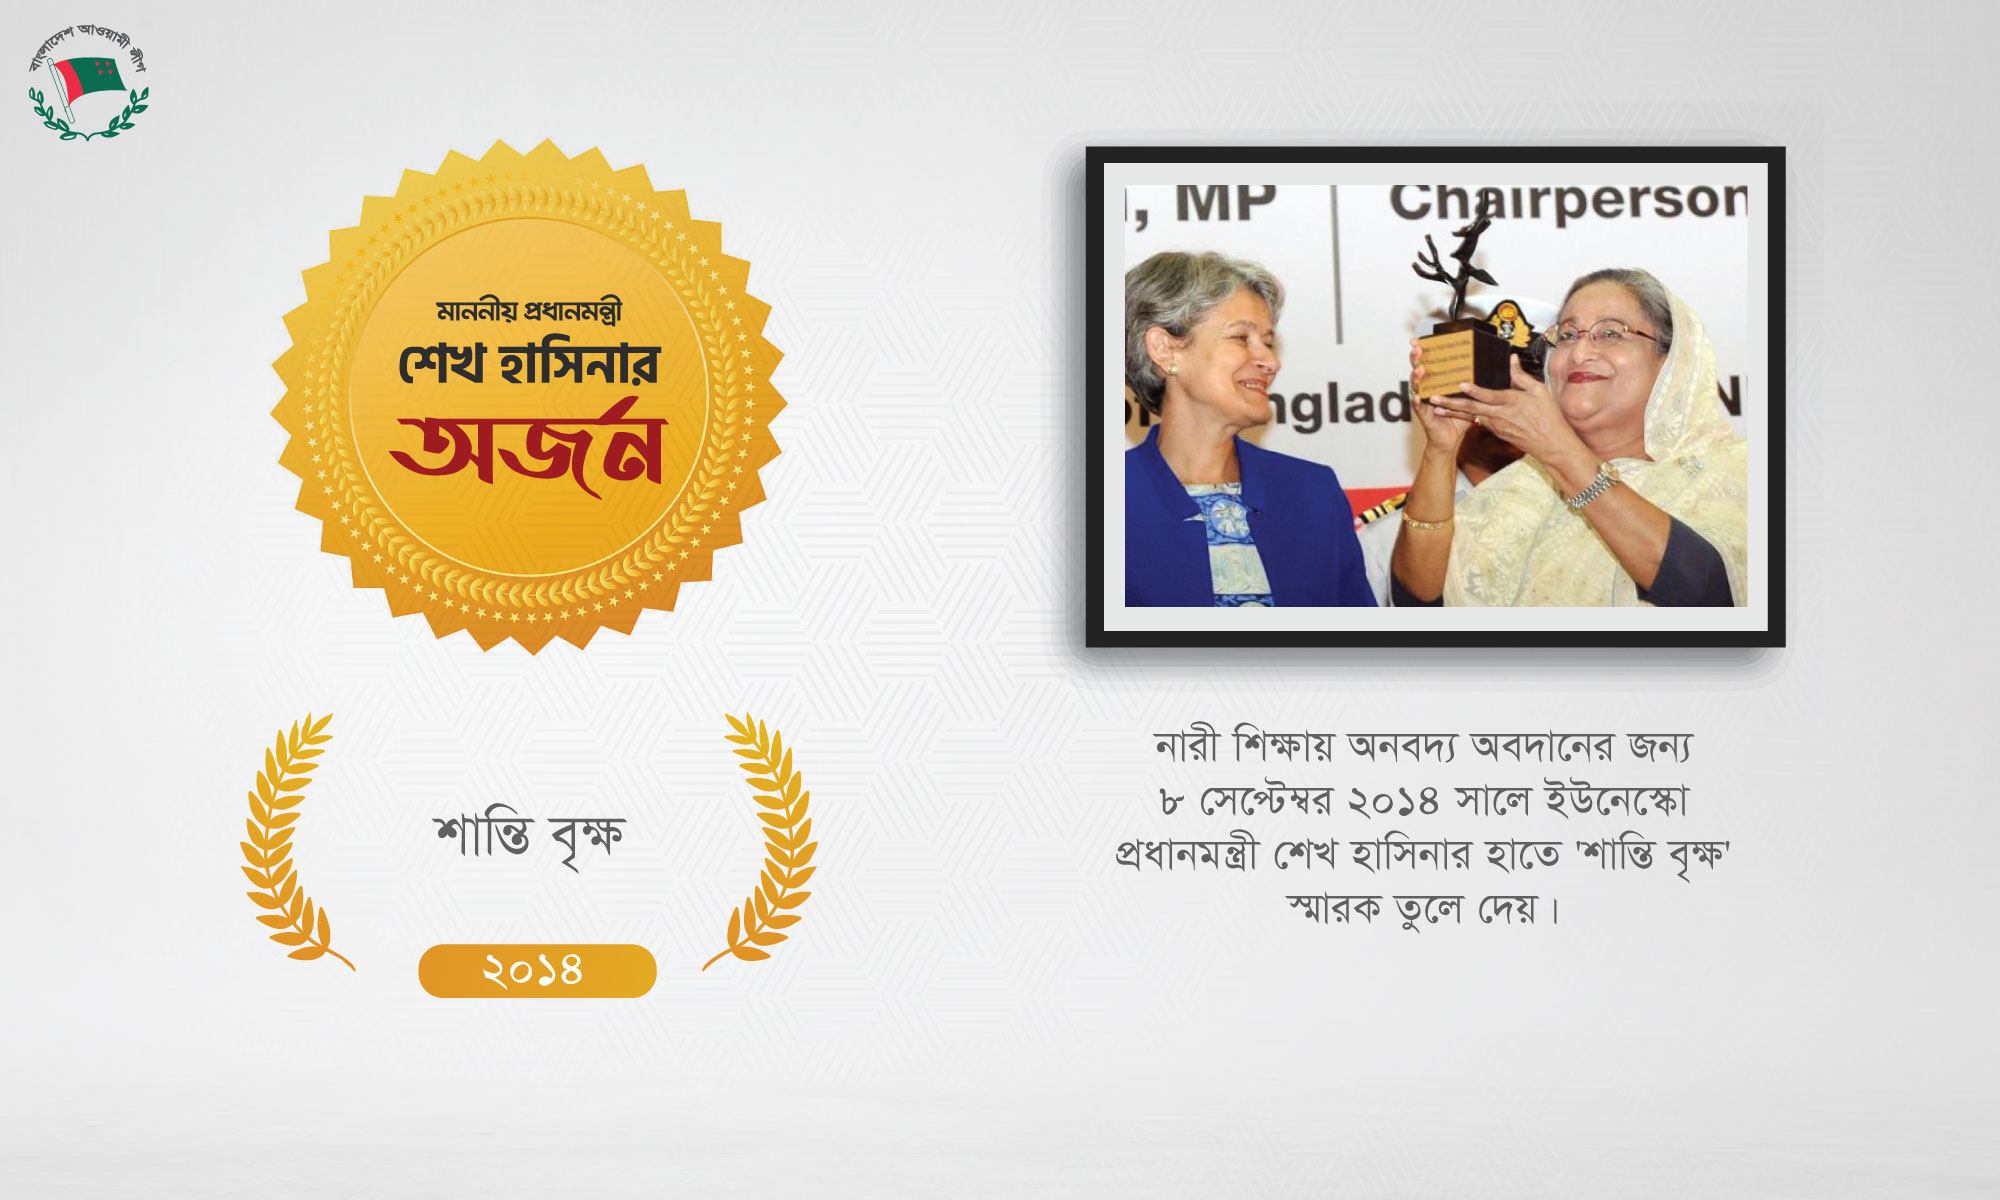 বাংলাদেশ আওয়ামী লীগ
মাননীয় প্রধানমন্ত্রী
শেখ হাসিনার
অর্জন
শান্তি বৃক্ষ
২০১৪
, MP
Chairperson
নারী শিক্ষায় অনবদ্য অবদানের জন্য
৮ সেপ্টেম্বর ২০১৪ সালে ইউনেস্কো
প্রধানমন্ত্রী শেখ হাসিনার হাতে 'শান্তি বৃক্ষ'
স্মারক তুলে দেয়।